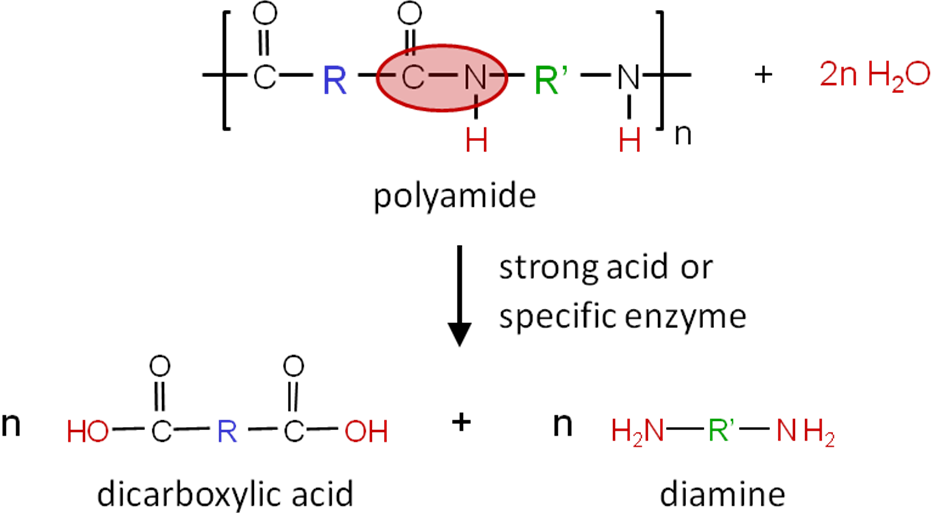 O O
C R C N R’ N + 2n H₂O
H H n
polyamide
strong acid or
specific enzyme
O O
n HO C R C OH + n H₂N R’ NH₂
dicarboxylic acid diamine